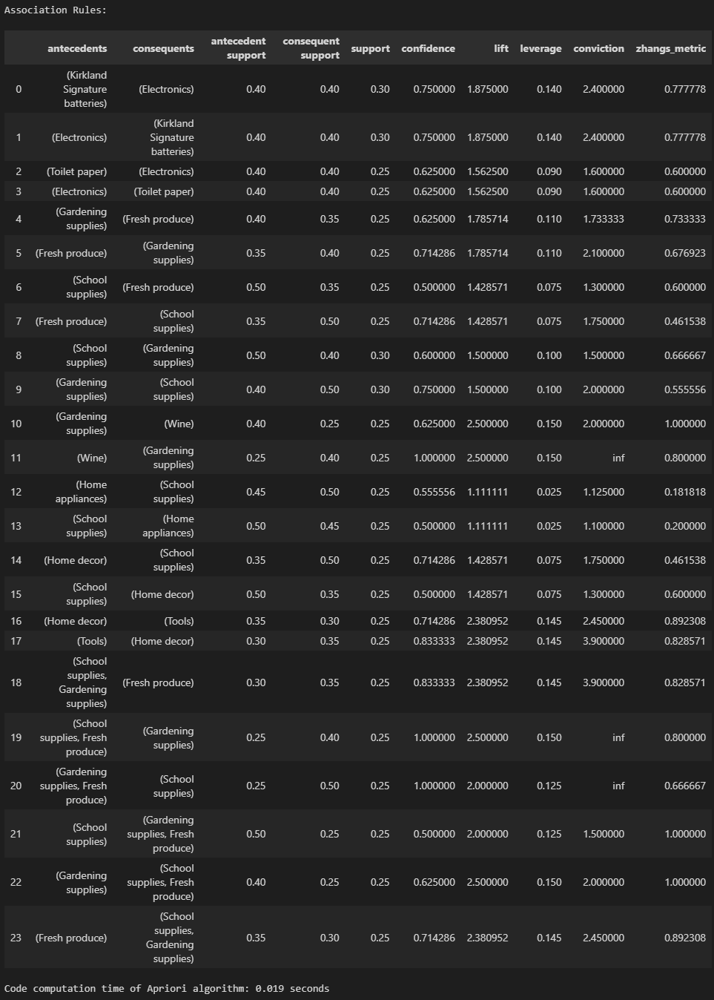 Association Rules:
antecedents consequents antecedent support consequent support support confidence lift leverage conviction zhangs_metric
0 (Kirkland Signature batteries) (Electronics) 0.40 0.40 0.30 0.750000 1.875000 0.140 2.400000 0.777778
1 (Electronics) (Kirkland Signature batteries) 0.40 0.40 0.30 0.750000 1.875000 0.140 2.400000 0.777778
2 (Toilet paper) (Electronics) 0.40 0.40 0.25 0.625000 1.562500 0.090 1.600000 0.600000
3 (Electronics) (Toilet paper) 0.40 0.40 0.25 0.625000 1.562500 0.090 1.600000 0.600000
4 (Gardening supplies) (Fresh produce) 0.40 0.35 0.25 0.625000 1.785714 0.110 1.733333 0.733333
5 (Fresh produce) (Gardening supplies) 0.35 0.40 0.25 0.714286 1.785714 0.110 2.100000 0.676923
6 (School supplies) (Fresh produce) 0.50 0.35 0.25 0.500000 1.428571 0.075 1.300000 0.600000
7 (Fresh produce) (School supplies) 0.35 0.50 0.25 0.714286 1.428571 0.075 1.750000 0.461538
8 (School supplies) (Gardening supplies) 0.50 0.40 0.30 0.600000 1.500000 0.100 1.500000 0.666667
9 (Gardening supplies) (School supplies) 0.40 0.50 0.30 0.750000 1.500000 0.100 2.000000 0.555556
10 (Gardening supplies) (Wine) 0.40 0.25 0.25 0.625000 2.500000 0.150 2.000000 1.000000
11 (Wine) (Gardening supplies) 0.25 0.40 0.25 1.000000 2.500000 0.150 inf 0.800000
12 (Home appliances) (School supplies) 0.45 0.50 0.25 0.555556 1.111111 0.025 1.125000 0.181818
13 (School supplies) (Home appliances) 0.50 0.45 0.25 0.500000 1.111111 0.025 1.100000 0.200000
14 (Home decor) (School supplies) 0.35 0.50 0.25 0.714286 1.428571 0.075 1.750000 0.461538
15 (School supplies) (Home decor) 0.50 0.35 0.25 0.500000 1.428571 0.075 1.300000 0.600000
16 (Home decor) (Tools) 0.35 0.30 0.25 0.714286 2.380952 0.145 2.450000 0.892308
17 (Tools) (Home decor) 0.30 0.35 0.25 0.833333 2.380952 0.145 3.900000 0.828571
18 (School supplies, Gardening supplies) (Fresh produce) 0.30 0.35 0.25 0.833333 2.380952 0.145 3.900000 0.828571
19 (School supplies, Fresh produce) (Gardening supplies) 0.25 0.40 0.25 1.000000 2.500000 0.150 inf 0.800000
20 (Gardening supplies, Fresh produce) (School supplies) 0.25 0.50 0.25 1.000000 2.000000 0.125 inf 0.666667
21 (School supplies) (Gardening supplies, Fresh produce) 0.50 0.25 0.25 0.500000 2.000000 0.125 1.500000 1.000000
22 (Gardening supplies) (School supplies, Fresh produce) 0.40 0.25 0.25 0.625000 2.500000 0.150 2.000000 1.000000
23 (Fresh produce) (School supplies, Gardening supplies) 0.35 0.30 0.25 0.714286 2.380952 0.145 2.450000 0.892308
Code computation time of Apriori algorithm: 0.019 seconds